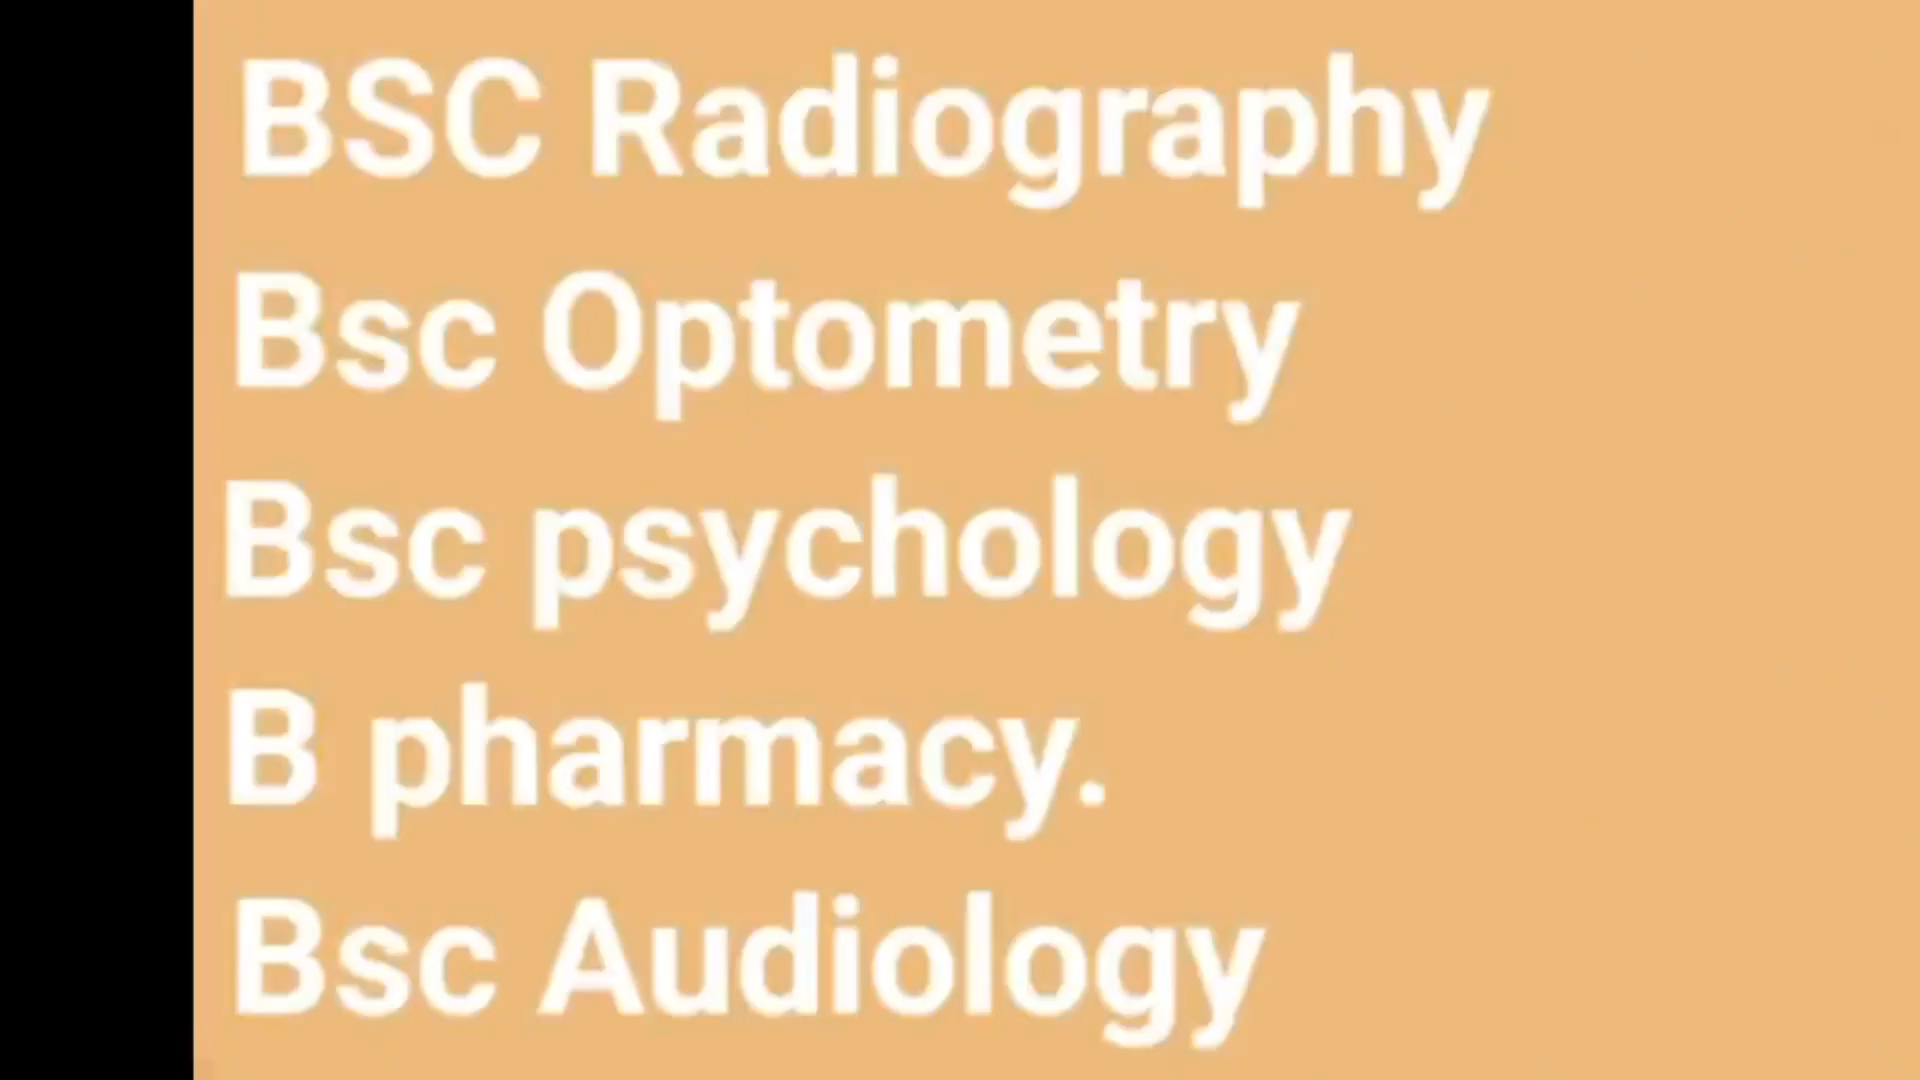 BSC Radiography
Bsc Optometry
Bsc psychology
B pharmacy.
Bsc Audiology